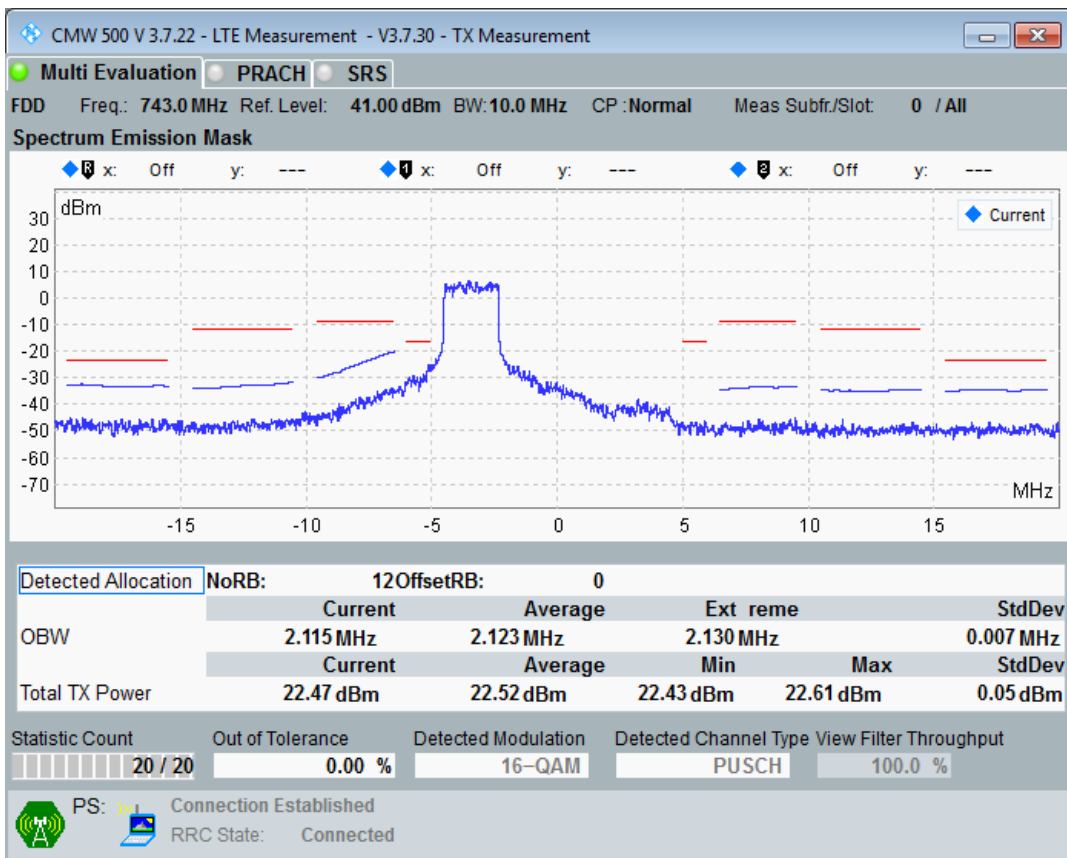 CMW 500 V 3.7.22 - LTE Measurement - V3.7.30 - TX Measurement
Multi Evaluation PRACH SRS
FDD Freq.: 743.0 MHz Ref. Level: 41.00 dBm BW: 10.0 MHz CP : Normal Meas Subfr./Slot: 0 / All
Spectrum Emission Mask
R x: Off y: --- 1 x: Off y: --- 2 x: Off y: ---
dBm
Current
30
20
10
0
-10
-20
-30
-40
-50
-60
-70
MHz
-15 -10 -5 0 5 10 15
Detected Allocation NoRB: 12OffsetRB: 0
Current Average Ext reme StdDev
OBW 2.115 MHz 2.123 MHz 2.130 MHz 0.007 MHz
Current Average Min Max StdDev
Total TX Power 22.47 dBm 22.52 dBm 22.43 dBm 22.61 dBm 0.05 dBm
Statistic Count Out of Tolerance Detected Modulation Detected Channel Type View Filter Throughput
20 / 20 0.00 % 16-QAM PUSCH 100.0 %
PS: Connection Established
RRC State: Connected